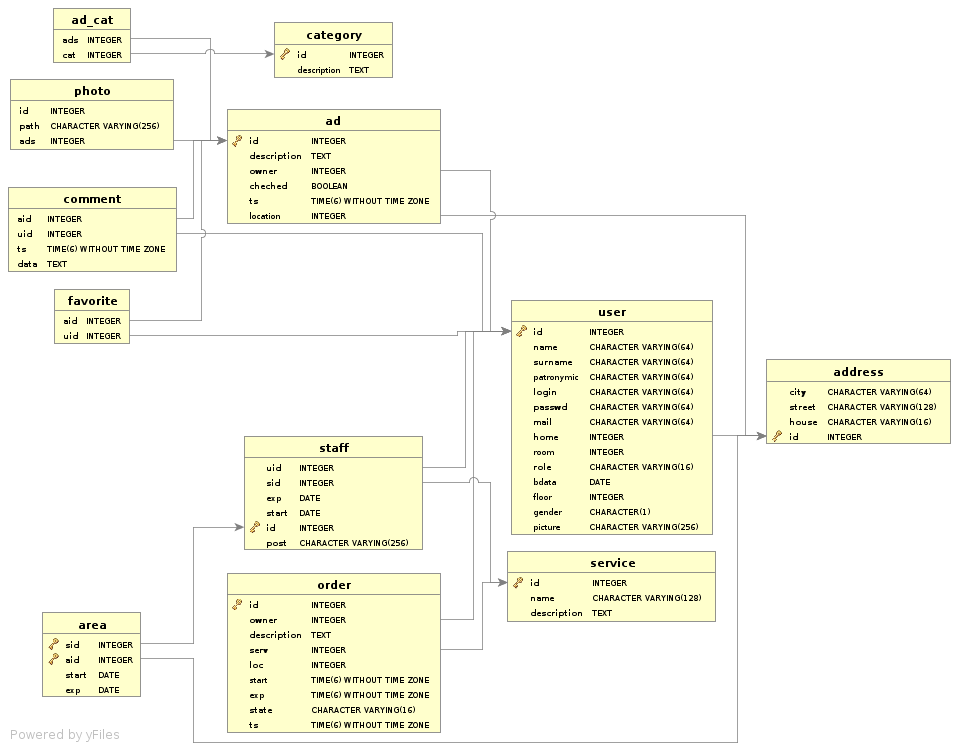 ad_cat
ads INTEGER
cat INTEGER
category
id INTEGER
description TEXT
photo
id INTEGER
path CHARACTER VARYING(256)
ads INTEGER
ad
id INTEGER
description TEXT
owner INTEGER
cheched BOOLEAN
ts TIME(6) WITHOUT TIME ZONE
location INTEGER
comment
aid INTEGER
uid INTEGER
ts TIME(6) WITHOUT TIME ZONE
data TEXT
favorite
aid INTEGER
uid INTEGER
user
id INTEGER
name CHARACTER VARYING(64)
surname CHARACTER VARYING(64)
patronymic CHARACTER VARYING(64)
login CHARACTER VARYING(64)
passwd CHARACTER VARYING(64)
mail CHARACTER VARYING(64)
home INTEGER
room INTEGER
role CHARACTER VARYING(16)
bdata DATE
floor INTEGER
gender CHARACTER(1)
picture CHARACTER VARYING(256)
address
city CHARACTER VARYING(64)
street CHARACTER VARYING(128)
house CHARACTER VARYING(16)
id INTEGER
staff
uid INTEGER
sid INTEGER
exp DATE
start DATE
id INTEGER
post CHARACTER VARYING(256)
service
id INTEGER
name CHARACTER VARYING(128)
description TEXT
order
id INTEGER
owner INTEGER
description TEXT
serv INTEGER
loc INTEGER
start TIME(6) WITHOUT TIME ZONE
exp TIME(6) WITHOUT TIME ZONE
state CHARACTER VARYING(16)
ts TIME(6) WITHOUT TIME ZONE
area
sid INTEGER
aid INTEGER
start DATE
exp DATE
Powered by yFiles